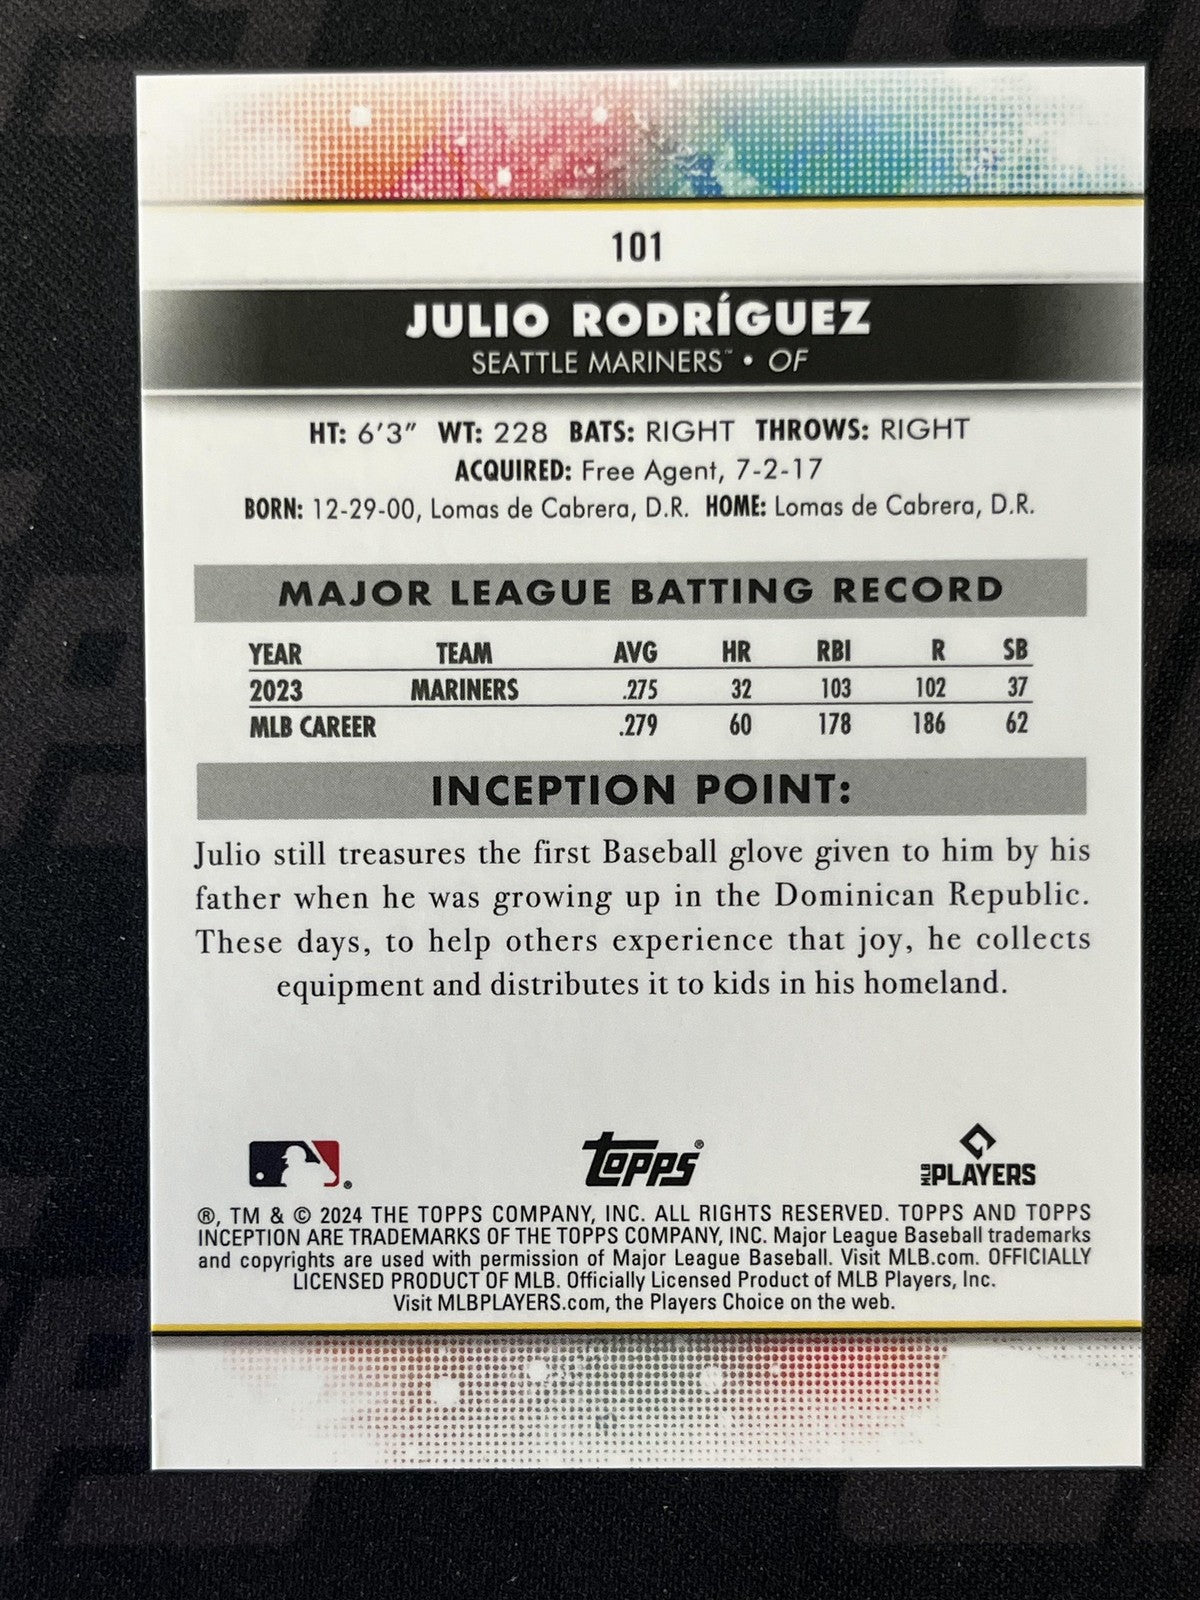 101
JULIO RODRÍGUEZ
SEATTLE MARINERS™ • OF
HT: 6'3" WT: 228 BATS: RIGHT THROWS: RIGHT
ACQUIRED: Free Agent, 7-2-17
BORN: 12-29-00, Lomas de Cabrera, D.R. HOME: Lomas de Cabrera, D.R.
MAJOR LEAGUE BATTING RECORD
YEAR TEAM AVG HR RBI R SB
2023 MARINERS .275 32 103 102 37
MLB CAREER .279 60 178 186 62
INCEPTION POINT:
Julio still treasures the first Baseball glove given to him by his
father when he was growing up in the Dominican Republic.
These days, to help others experience that joy, he collects
equipment and distributes it to kids in his homeland.
® Topps® MLB PLAYERS
®, TM & © 2024 THE TOPPS COMPANY, INC. ALL RIGHTS RESERVED. TOPPS AND TOPPS
INCEPTION ARE TRADEMARKS OF THE TOPPS COMPANY, INC. Major League Baseball trademarks
and copyrights are used with permission of Major League Baseball. Visit MLB.com. OFFICIALLY
LICENSED PRODUCT OF MLB. Officially Licensed Product of MLB Players, Inc.
Visit MLBPLAYERS.com, the Players Choice on the web.